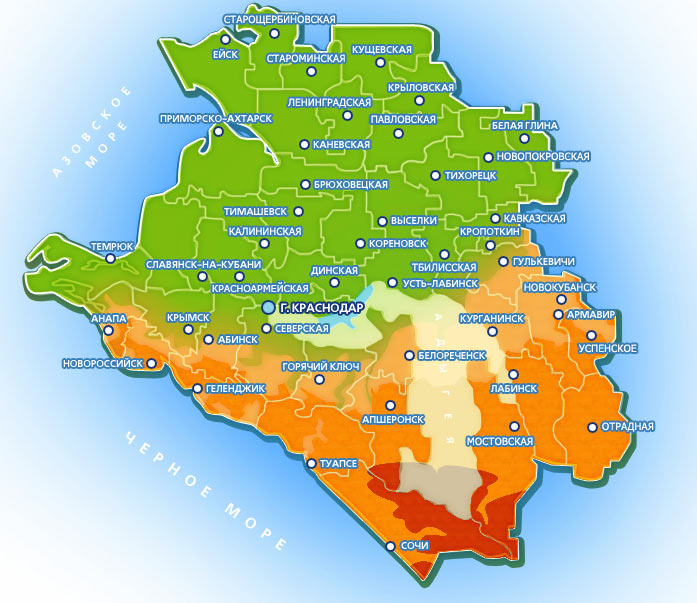 СТАРОЩЕРБИНОВСКАЯ
ЕЙСК
СТАРОМИНСКАЯ
КУЩЕВСКАЯ
КРЫЛОВСКАЯ
ЛЕНИНГРАДСКАЯ
ПРИМОРСКО-АХТАРСК
ПАВЛОВСКАЯ
БЕЛАЯ ГЛИНА
АЗОВСКОЕ
МОРЕ
КАНЕВСКАЯ
НОВОПОКРОВСКАЯ
БРЮХОВЕЦКАЯ
ТИХОРЕЦК
ТИМАШЕВСК
ВЫСЕЛКИ
КАВКАЗСКАЯ
КАЛИНИНСКАЯ
КРОПОТКИН
ТЕМРЮК
КОРЕНОВСК
СЛАВЯНСК-НА-КУБАНИ
ДИНСКАЯ
ТБИЛИССКАЯ
ГУЛЬКЕВИЧИ
КРАСНОАРМЕЙСКАЯ
УСТЬ-ЛАБИНСК
НОВОКУБАНСК
Г. КРАСНОДАР
АНАПА
КРЫМСК
СЕВЕРСКАЯ
КУРГАНИНСК
АРМАВИР
АБИНСК
УСПЕНСКОЕ
БЕЛОРЕЧЕНСК
НОВОРОССИЙСК
ГОРЯЧИЙ КЛЮЧ
АДЫГЕЯ
ГЕЛЕНДЖИК
ЛАБИНСК
АПШЕРОНСК
ОТРАДНАЯ
МОСТОВСКАЯ
ТУАПСЕ
ЧЕРНОЕ МОРЕ
СОЧИ